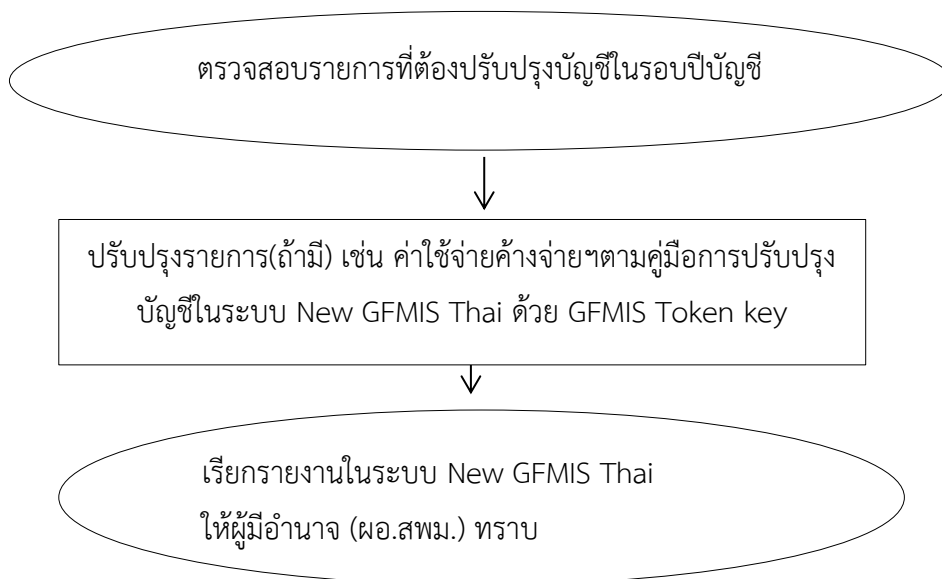 ตรวจสอบรายการที่ต้องปรับปรุงบัญชีในรอบปีบัญชี
ปรับปรุงรายการ(ถ้ามี) เช่น ค่าใช้จ่ายค้างจ่ายฯตามคู่มือการปรับปรุง
บัญชีในระบบ New GFMIS Thai ด้วย GFMIS Token key
เรียกรายงานในระบบ New GFMIS Thai
ให้ผู้มีอำนาจ (ผอ.สพม.) ทราบ